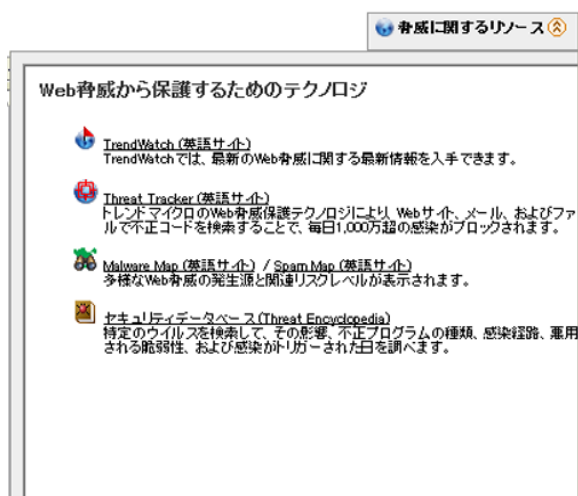 脅威に関するリソース
Web脅威から保護するためのテクノロジ
TrendWatch (英語サイト)
TrendWatchでは、最新のWeb脅威に関する最新情報を入手できます。
Threat Tracker (英語サイト)
トレンドマイクロのWeb脅威保護テクノロジにより、Webサイト、メール、およびファ
ルで不正コードを検索することで、毎日1,000万超の感染がブロックされます。
Malware Map (英語サイト) / Spam Map (英語サイト)
多様なWeb脅威の発生源と関連リスクレベルが表示されます。
セキュリティデータベース(Threat Encyclopedia)
特定のウイルスを検索して、その影響、不正プログラムの種類、感染経路、悪用
される脆弱性、および感染がトリガーされた日を調べます。